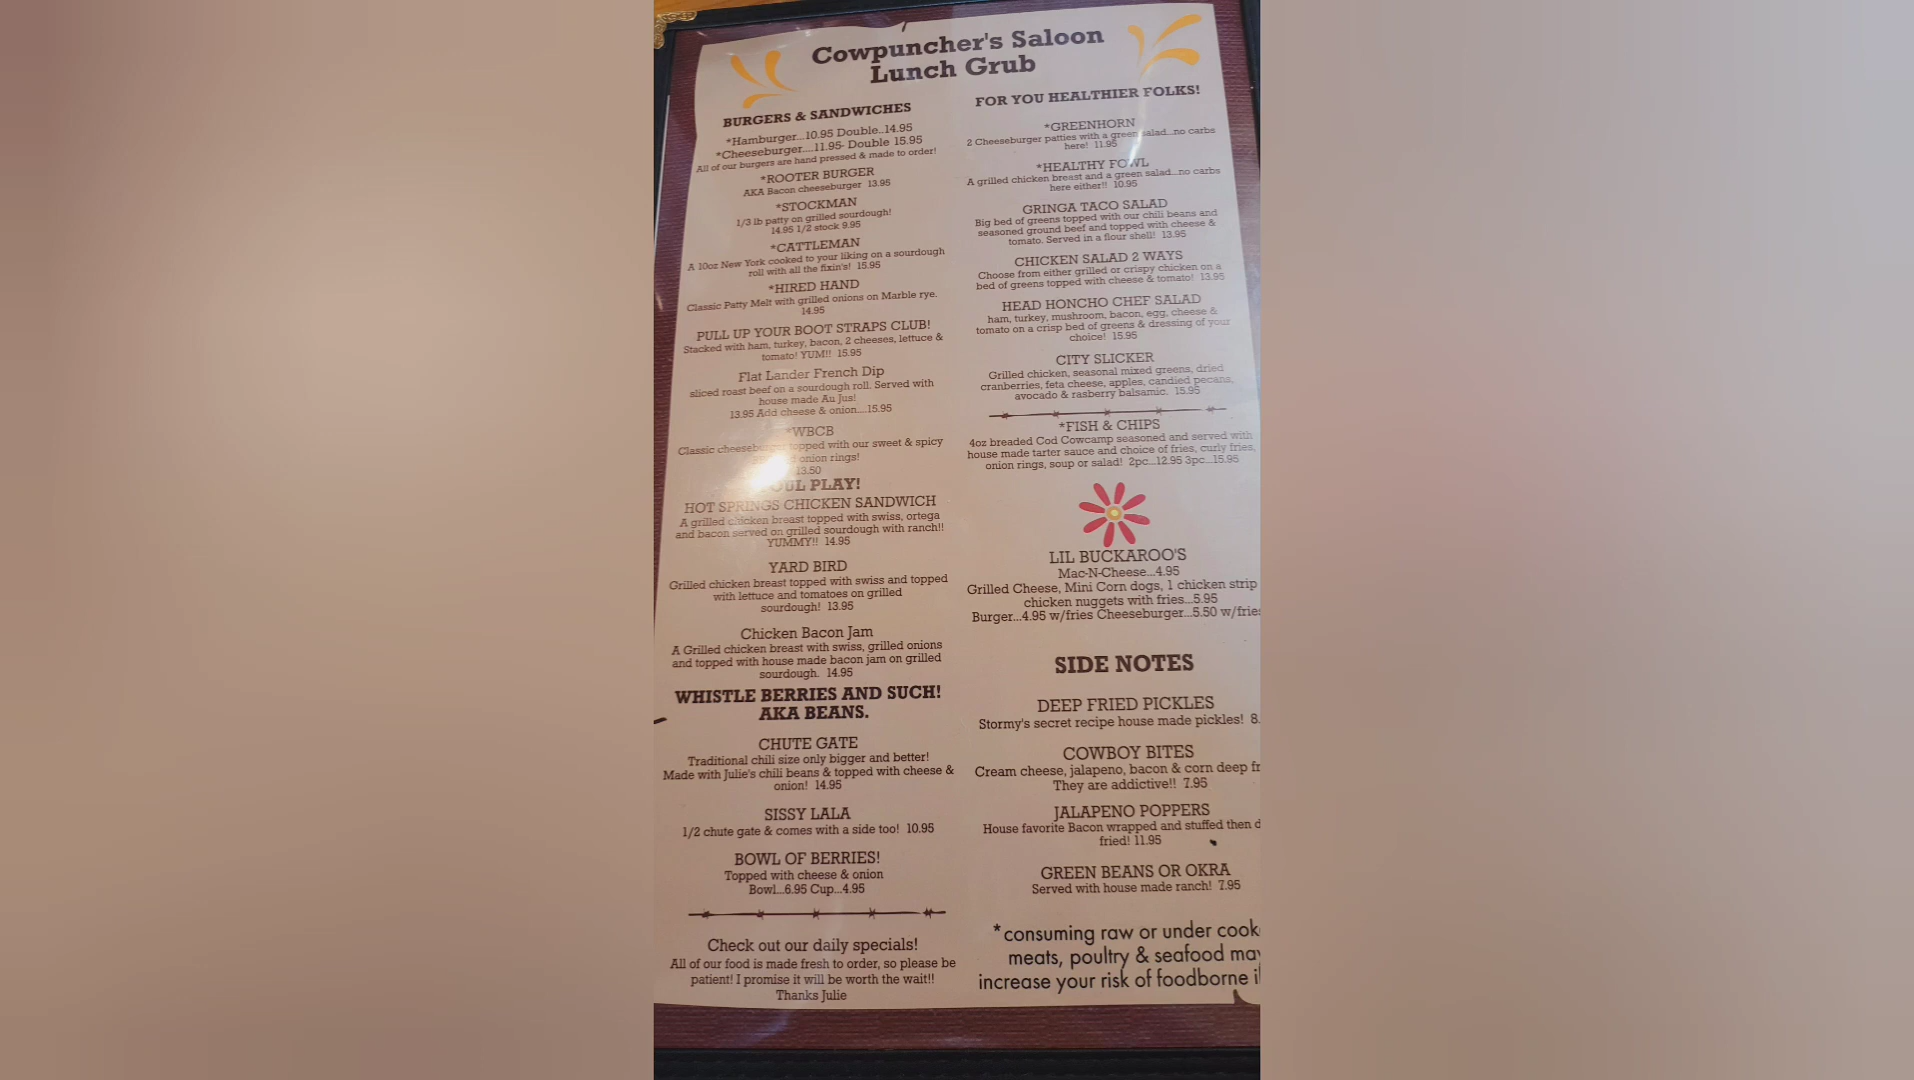 Cowpuncher's Saloon
Lunch Grub
BURGERS & SANDWICHES
*Hamburger...10.95 Double..14.95
*Cheeseburger....11.95- Double 15.95
All of our burgers are hand pressed & made to order!
*ROOTER BURGER
AKA Bacon cheeseburger 13.95
*STOCKMAN
1/3 lb patty on grilled sourdough!
14.95 1/2 stock 9.95
*CATTLEMAN
A 10oz New York cooked to your liking on a sourdough
roll with all the fixin's! 15.95
*HIRED HAND
Classic Patty Melt with grilled onions on Marble rye.
14.95
PULL UP YOUR BOOT STRAPS CLUB!
Stacked with ham, turkey, bacon, 2 cheeses, lettuce &
tomato! YUM!! 15.95
Flat Lander French Dip
sliced roast beef on a sourdough roll. Served with
house made Au Jus!
13.95 Add cheese & onion....15.95
*WBCB
Classic topped with our sweet & spicy
onion rings!
13.50
PLAY!
HOT SPRINGS CHICKEN SANDWICH
A grilled chicken breast topped with swiss, ortega
and bacon served on grilled sourdough with ranch!!
YUMMY!! 14.95
YARD BIRD
Grilled chicken breast topped with swiss and topped
with lettuce and tomatoes on grilled
sourdough! 13.95
Chicken Bacon Jam
A Grilled chicken breast with swiss, grilled onions
and topped with house made bacon jam on grilled
sourdough. 14.95
WHISTLE BERRIES AND SUCH!
AKA BEANS.
CHUTE GATE
Traditional chili size only bigger and better!
Made with Julie's chili beans & topped with cheese &
onion! 14.95
SISSY LALA
1/2 chute gate & comes with a side too! 10.95
BOWL OF BERRIES!
Topped with cheese & onion
Bowl...6.95 Cup...4.95
Check out our daily specials!
All of our food is made fresh to order, so please be
patient! I promise it will be worth the wait!!
Thanks Julie
FOR YOU HEALTHIER FOLKS!
*GREENHORN
2 Cheeseburger patties with a green salad...no carbs
here! 11.95
*HEALTHY FOWL
A grilled chicken breast and a green salad...no carbs
here either!! 10.95
GRINGA TACO SALAD
Big bed of greens topped with our chili beans and
seasoned ground beef and topped with cheese &
tomato. Served in a flour shell! 13.95
CHICKEN SALAD 2 WAYS
Choose from either grilled or crispy chicken on a
bed of greens topped with cheese & tomato! 13.95
HEAD HONCHO CHEF SALAD
ham, turkey, mushroom, bacon, egg, cheese &
tomato on a crisp bed of greens & dressing of your
choice! 15.95
CITY SLICKER
Grilled chicken, seasonal mixed greens, dried
cranberries, feta cheese, apples, candied pecans,
avocado & rasberry balsamic. 15.95
*FISH & CHIPS
4oz breaded Cod Cowcamp seasoned and served with
house made tarter sauce and choice of fries, curly fries,
onion rings, soup or salad! 2pc...12.95 3pc...15.95
LIL BUCKAROO'S
Mac-N-Cheese...4.95
Grilled Cheese, Mini Corn dogs, 1 chicken strip
chicken nuggets with fries...5.95
Burger...4.95 w/fries Cheeseburger...5.50 w/fries
SIDE NOTES
DEEP FRIED PICKLES
Stormy's secret recipe house made pickles! 8.
COWBOY BITES
Cream cheese, jalapeno, bacon & corn deep fr
They are addictive!! 7.95
JALAPENO POPPERS
House favorite Bacon wrapped and stuffed then d
fried! 11.95
GREEN BEANS OR OKRA
Served with house made ranch! 7.95
*consuming raw or under cook
meats, poultry & seafood may
increase your risk of foodborne il